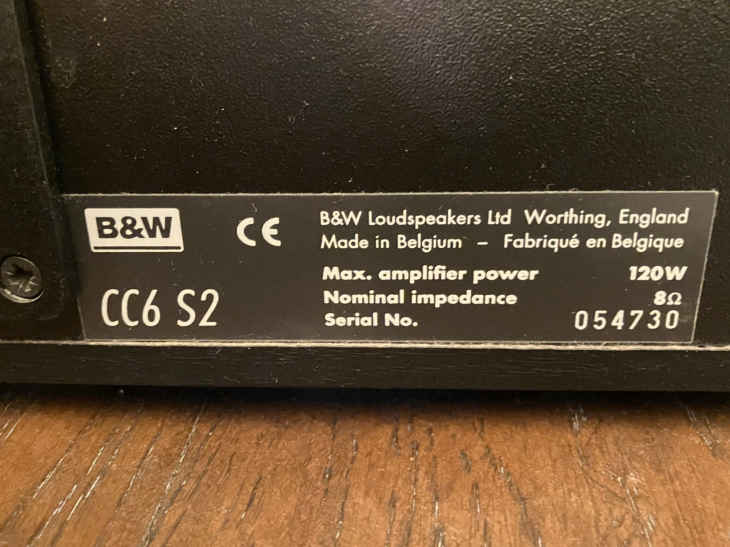 B&W
CE
B&W Loudspeakers Ltd Worthing, England
Made in Belgium – Fabriqué en Belgique
Max. amplifier power 120W
Nominal impedance 8Ω
CC6 S2
Serial No. 054730